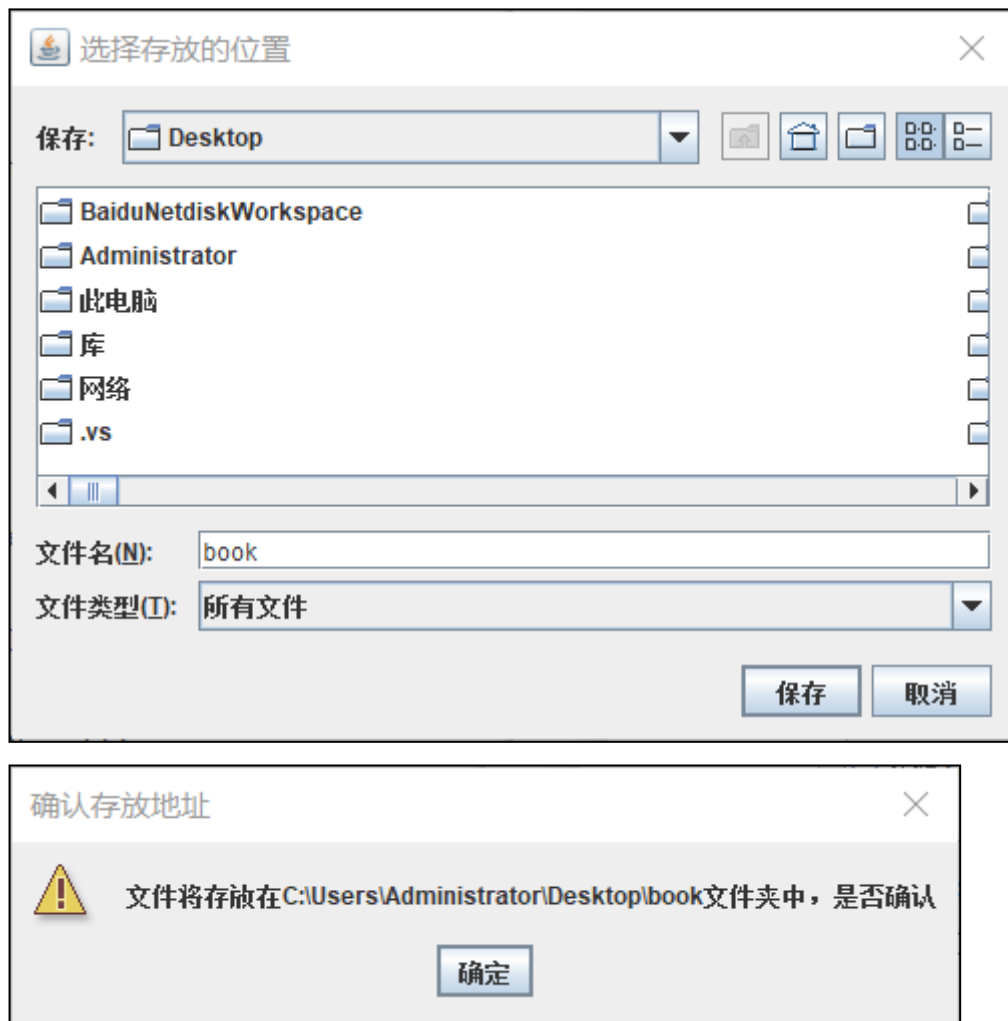 选择存放的位置
保存: Desktop
BaiduNetdiskWorkspace
Administrator
此电脑
库
网络
.vs
文件名(N): book
文件类型(T): 所有文件
保存 取消
确认存放地址
文件将存放在C:\Users\Administrator\Desktop\book文件夹中，是否确认
确定